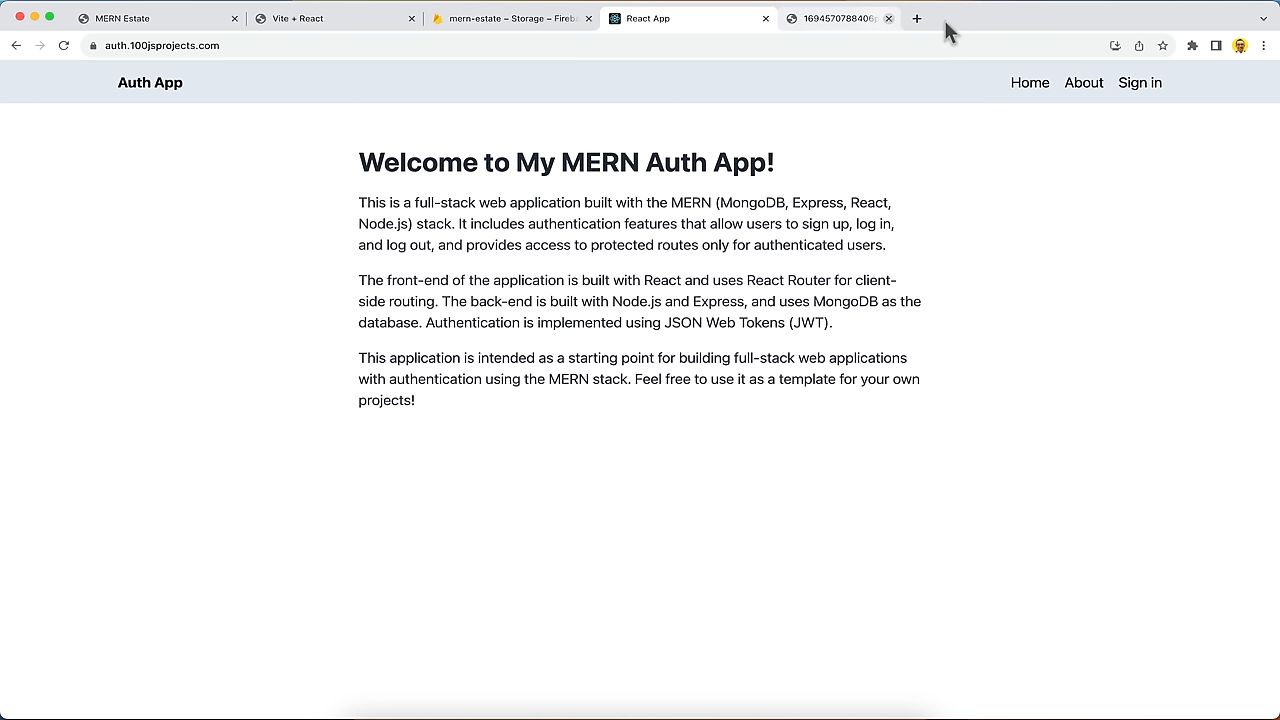 MERN Estate
Vite + React
mern-estate – Storage – Fireba
React App
1694570788406p
auth.100jsprojects.com
Auth App
Home
About
Sign in
Welcome to My MERN Auth App!
This is a full-stack web application built with the MERN (MongoDB, Express, React,
Node.js) stack. It includes authentication features that allow users to sign up, log in,
and log out, and provides access to protected routes only for authenticated users.
The front-end of the application is built with React and uses React Router for client-
side routing. The back-end is built with Node.js and Express, and uses MongoDB as the
database. Authentication is implemented using JSON Web Tokens (JWT).
This application is intended as a starting point for building full-stack web applications
with authentication using the MERN stack. Feel free to use it as a template for your own
projects!